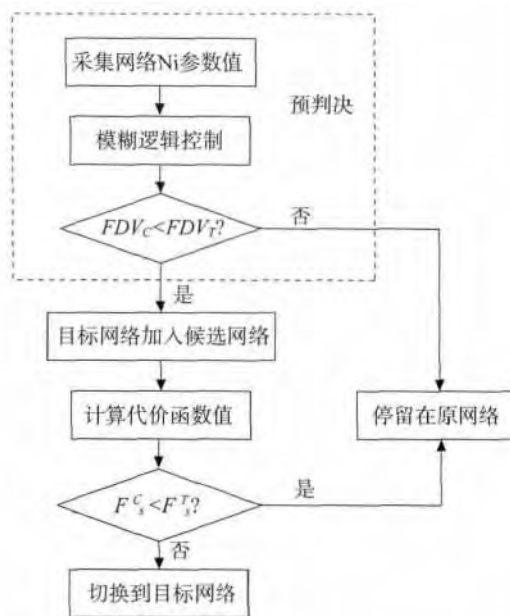 采集网络Ni参数值
预判决
模糊逻辑控制
FDV_C<FDV_T?
否
是
目标网络加入候选网络
计算代价函数值
停留在原网络
F_s^C<F_s^T?
是
否
切换到目标网络